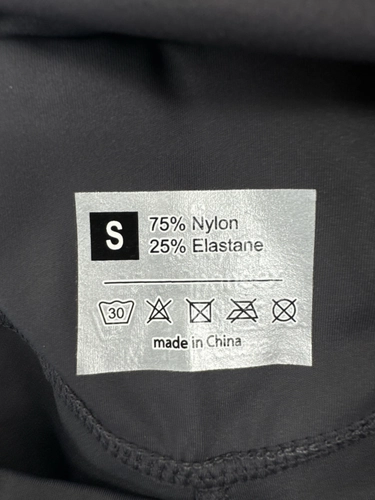 S
75% Nylon
25% Elastane
30
made in China